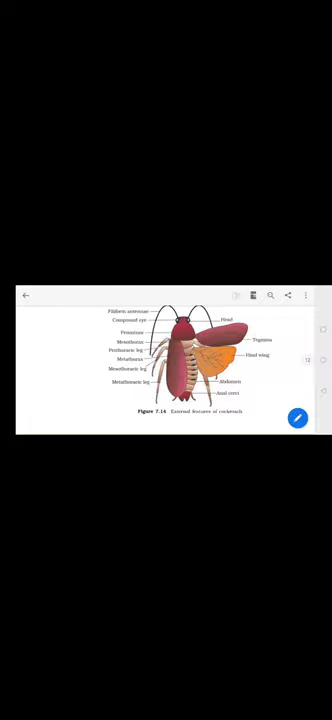 Filiform antennae
Compound eye
Head
Pronotum
Tegmina
Mesothorax
Prothoracic leg
Hind wing
Metathorax
Mesothoracic leg
Metathoracic leg
Abdomen
Anal cerci
Figure 7.14 External features of cockroach
12